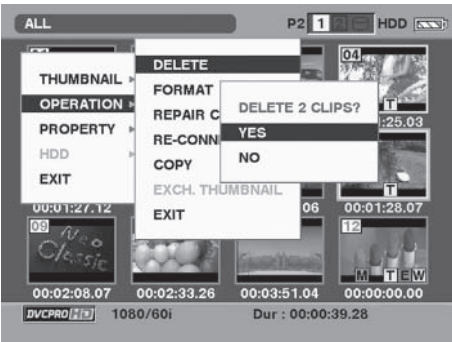 ALL P2 1 2 HDD
04
THUMBNAIL
OPERATION
PROPERTY
HDD
EXIT
DELETE
FORMAT
REPAIR C
RE-CONN
COPY
EXCH. THUMBNAIL
EXIT
DELETE 2 CLIPS?
YES
NO
T
:25.03
T
00:01:27.12 06 00:01:28.07
09 Neo Classic
12
M T E W
00:02:08.07 00:02:33.26 00:03:51.04 00:00:00.00
DVCPRO HD 1080/60i Dur : 00:00:39.28